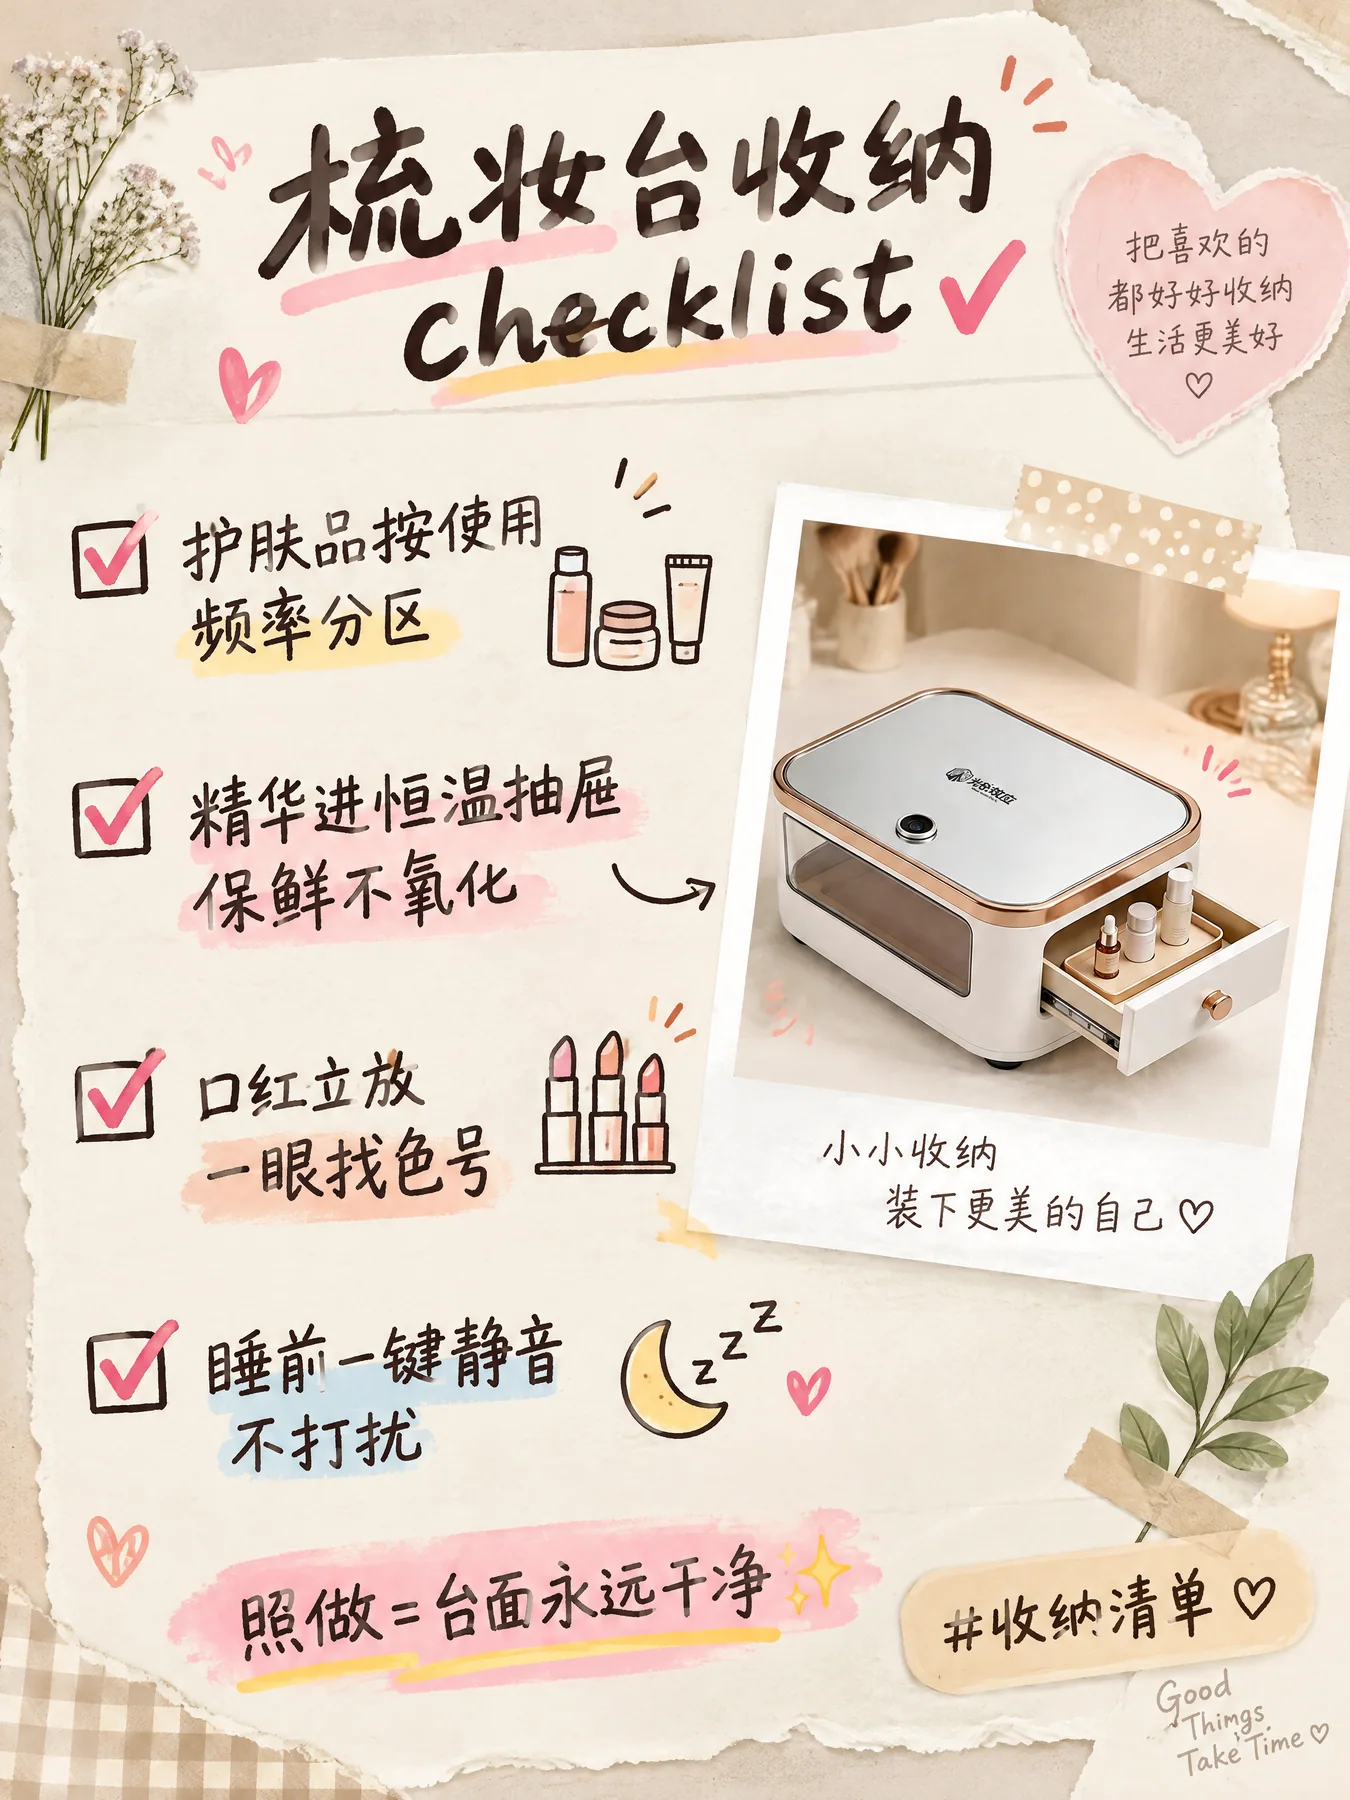 梳妆台收纳
checklist
把喜欢的
都好好收纳
生活更美好
护肤品按使用
频率分区
精华进恒温抽屉
保鲜不氧化
口红立放
一眼找色号
小小收纳
装下更美的自己
睡前一键静音
不打扰
z z z
照做=台面永远干净
#收纳清单
Good
Thimgs
Take Time